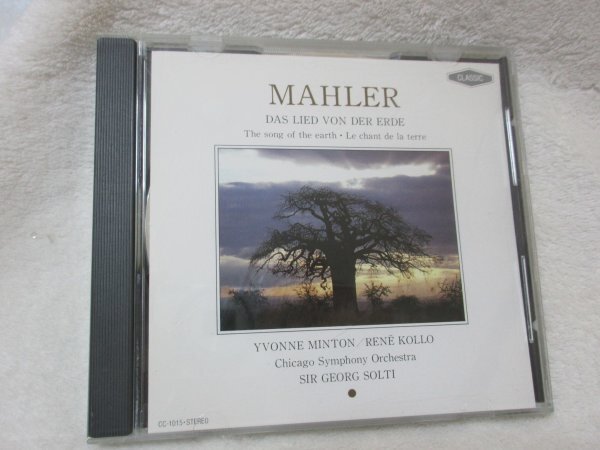 CLASSIC
MAHLER
DAS LIED VON DER ERDE
The song of the earth • Le chant de la terre
YVONNE MINTON/RENÉ KOLLO
Chicago Symphony Orchestra
SIR GEORG SOLTI
CC-1015•STEREO